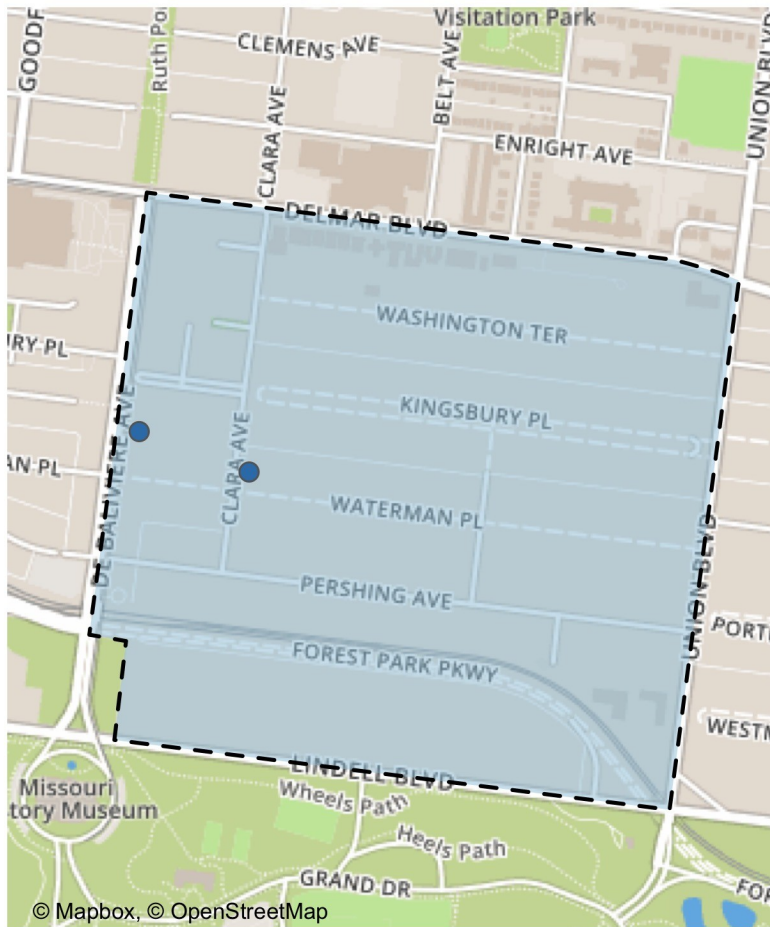 Visitation Park
GOODF
Ruth Po
CLEMENS AVE
BELT AVE
UNION BLVD
CLARA AVE
ENRIGHT AVE
DELMAR BLVD
WASHINGTON TER
URY PL
KINGSBURY PL
DE BALIVIERE AVE
CLARA AVE
AN PL
WATERMAN PL
UNION BLVD
PERSHING AVE
PORT
FOREST PARK PKWY
WESTM
LINDELL BLVD
Missouri
tory Museum
Wheels Path
Heels Path
GRAND DR
FOR
© Mapbox, © OpenStreetMap